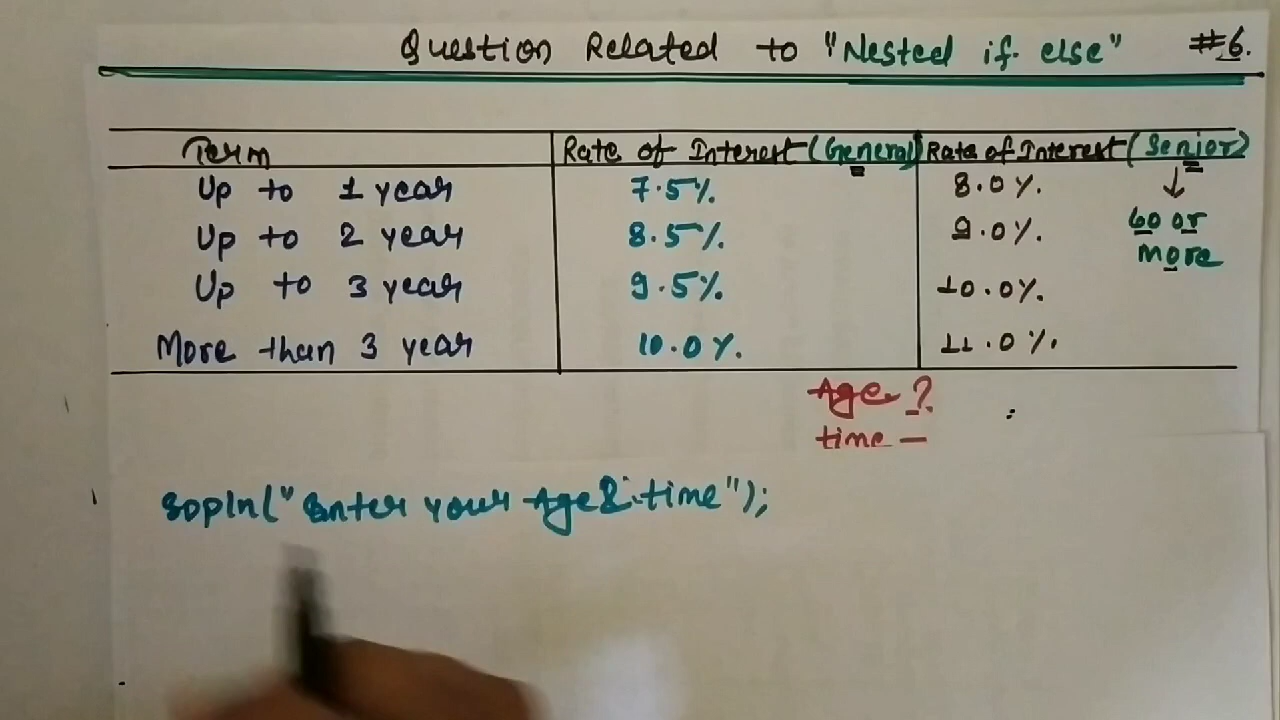 Question Related to "Nested if else" #6.
Term Rate of Interest (General) Rate of Interest (Senior)
Up to 1 year 7.5% 8.0%. ↓
Up to 2 year 8.5% 9.0%. 60 or more
Up to 3 year 9.5% 10.0%.
More than 3 year 10.0%. 11.0%.
Age - ?
time —
Sopln("Enter your Age & time");